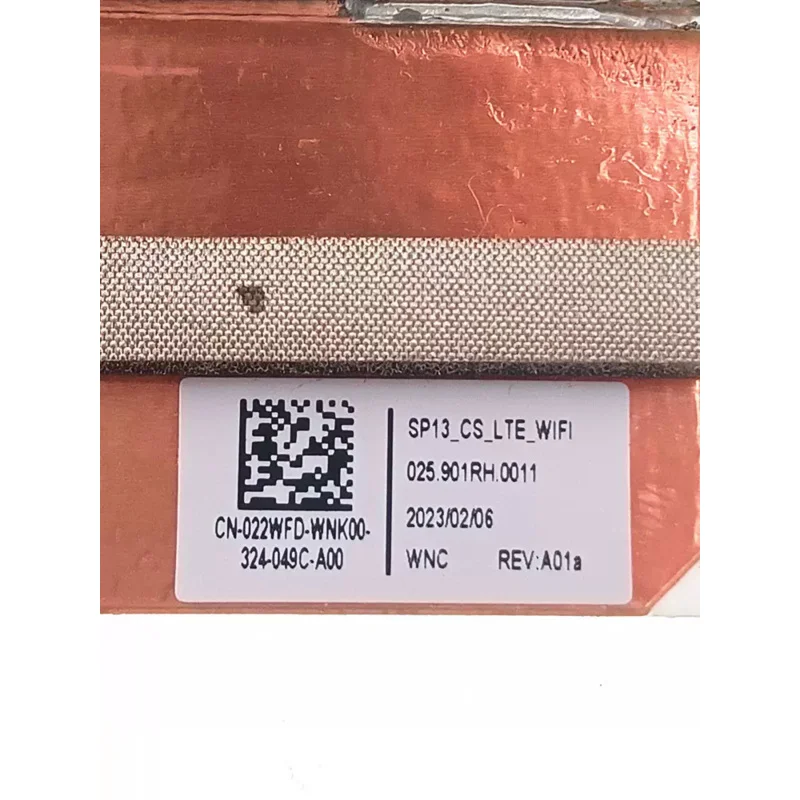 CN-022WFD-WNK00-
324-049C-A00
SP13_CS_LTE_WIFI
025.901RH.0011
2023/02/06
WNC REV:A01a